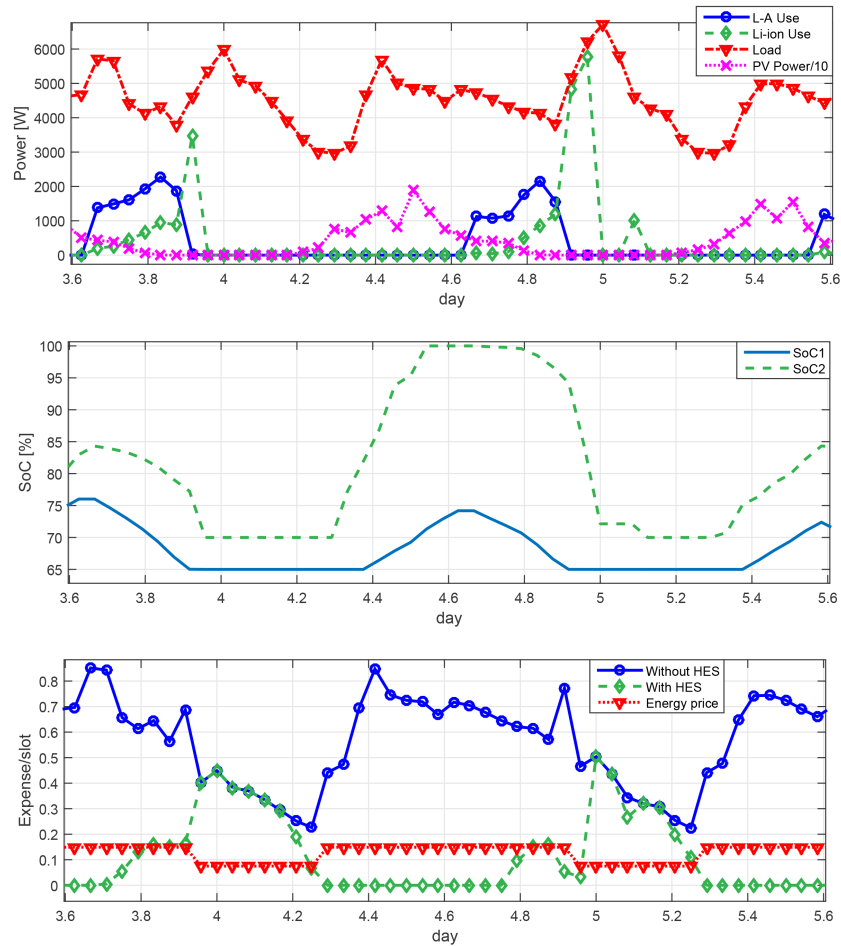 L-A Use
Li-ion Use
Load
PV Power/10
Power [W]
6000
5000
4000
3000
2000
1000
0
3.6 3.8 4 4.2 4.4 4.6 4.8 5 5.2 5.4 5.6
day
SoC1
SoC2
SoC [%]
100
95
90
85
80
75
70
65
3.6 3.8 4 4.2 4.4 4.6 4.8 5 5.2 5.4 5.6
day
Without HES
With HES
Energy price
Expense/slot
0.8
0.7
0.6
0.5
0.4
0.3
0.2
0.1
0
3.6 3.8 4 4.2 4.4 4.6 4.8 5 5.2 5.4 5.6
day